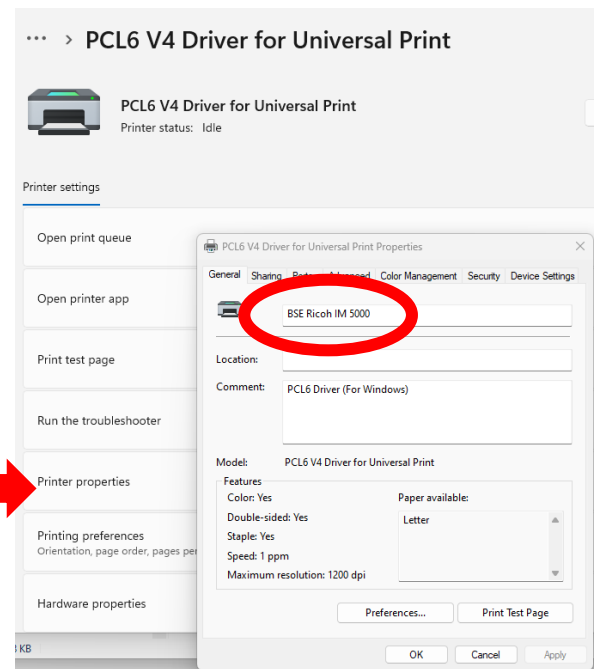 ··· > PCL6 V4 Driver for Universal Print
PCL6 V4 Driver for Universal Print
Printer status: Idle
Printer settings
Open print queue
Open printer app
Print test page
Run the troubleshooter
Printer properties
Printing preferences
Orientation, page order, pages per
Hardware properties
KB
PCL6 V4 Driver for Universal Print Properties
General Sharing Ports Advanced Color Management Security Device Settings
BSE Ricoh IM 5000
Location:
Comment: PCL6 Driver (For Windows)
Model: PCL6 V4 Driver for Universal Print
Features
Color: Yes Paper available:
Double-sided: Yes Letter
Staple: Yes
Speed: 1 ppm
Maximum resolution: 1200 dpi
Preferences... Print Test Page
OK Cancel Apply